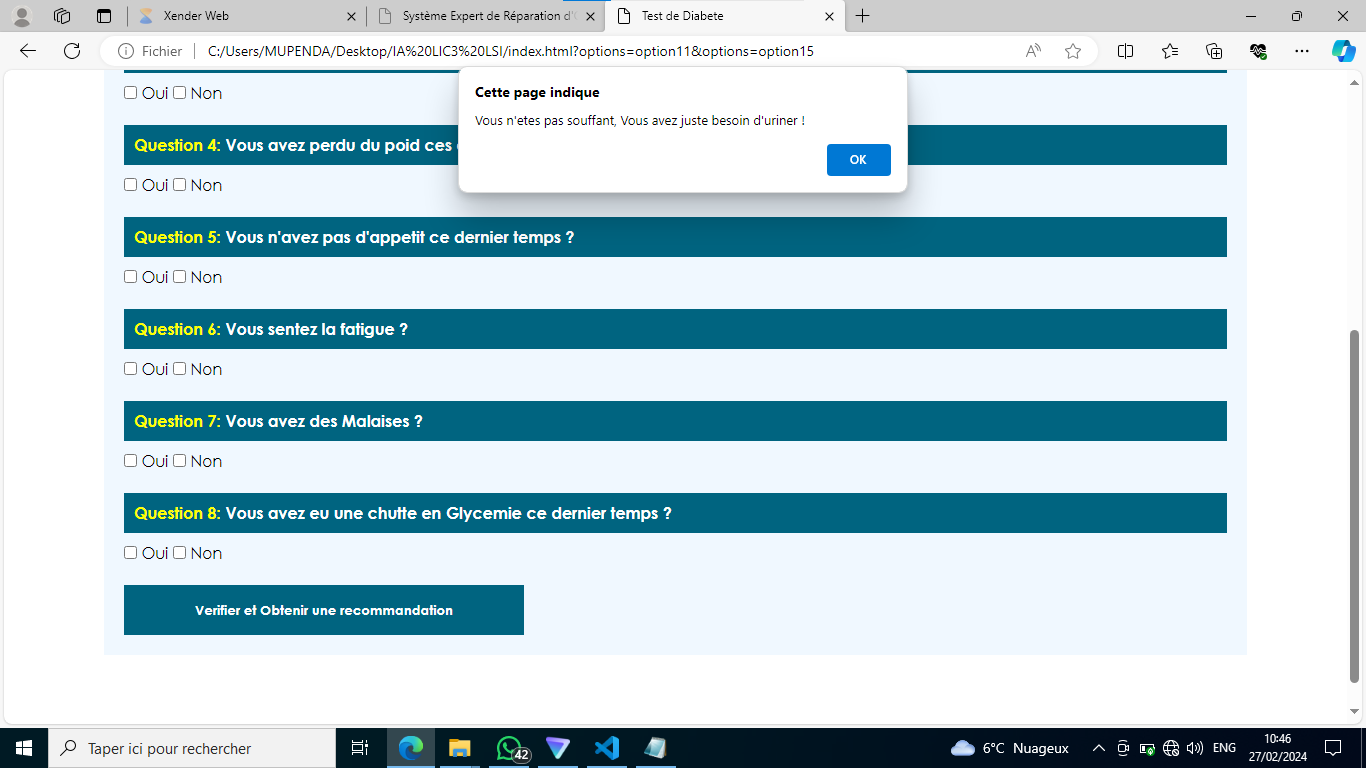 Xender Web
Système Expert de Réparation d'
Test de Diabete
Fichier
C:/Users/MUPENDA/Desktop/IA%20LIC3%20LSI/index.html?options=option11&options=option15
Cette page indique
Vous n'etes pas souffant, Vous avez juste besoin d'uriner !
OK
Oui Non
Question 4: Vous avez perdu du poid ces
Oui Non
Question 5: Vous n'avez pas d'appetit ce dernier temps ?
Oui Non
Question 6: Vous sentez la fatigue ?
Oui Non
Question 7: Vous avez des Malaises ?
Oui Non
Question 8: Vous avez eu une chutte en Glycemie ce dernier temps ?
Oui Non
Verifier et Obtenir une recommandation
Taper ici pour rechercher
42
6°C Nuageux
ENG
10:46
27/02/2024